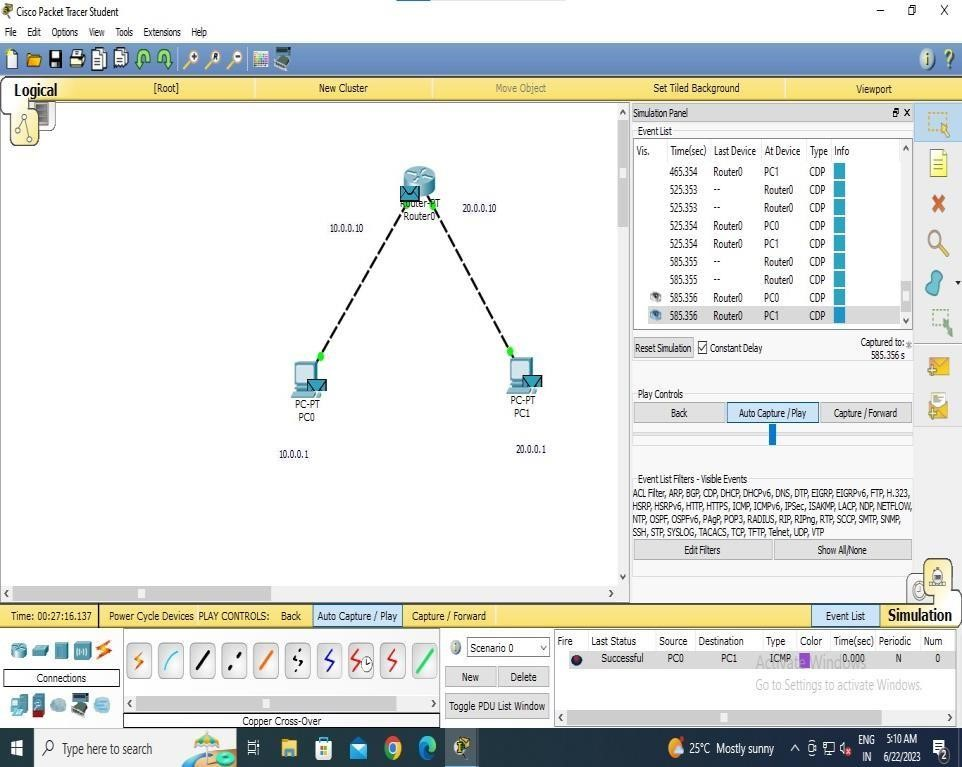 Cisco Packet Tracer Student
File Edit Options View Tools Extensions Help
Logical [Root] New Cluster Move Object Set Tiled Background Viewport
Simulation Panel
Event List
Vis. Time(sec) Last Device At Device Type Info
465.354 Router0 PC1 CDP
525.353 -- Router0 CDP
525.353 -- Router0 CDP
525.354 Router0 PC0 CDP
525.354 Router0 PC1 CDP
585.355 -- Router0 CDP
585.355 -- Router0 CDP
585.356 Router0 PC0 CDP
585.356 Router0 PC1 CDP
Reset Simulation Constant Delay Captured to:
585.356 s
Play Controls
Back Auto Capture / Play Capture / Forward
Event List Filters - Visible Events
ACL Filter, ARP, BGP, CDP, DHCP, DHCPv6, DNS, DTP, EIGRP, EIGRPv6, FTP, H.323,
HSRP, HSRPv6, HTTP, HTTPS, ICMP, ICMPv6, IPSec, ISAKMP, LACP, NDP, NETFLOW,
NTP, OSPF, OSPFv6, PAgP, POP3, RADIUS, RIP, RIPng, RTP, SCCP, SMTP, SNMP,
SSH, STP, SYSLOG, TACACS, TCP, TFTP, Telnet, UDP, VTP
Edit Filters Show All/None
Router-PT
Router0
10.0.0.10
20.0.0.10
PC-PT
PC0
10.0.0.1
PC-PT
PC1
20.0.0.1
Time: 00:27:16.137 Power Cycle Devices PLAY CONTROLS: Back Auto Capture / Play Capture / Forward Event List Simulation
Connections
Copper Cross-Over
Scenario 0
New Delete
Toggle PDU List Window
Fire Last Status Source Destination Type Color Time(sec) Periodic Num
Successful PC0 PC1 ICMP 0.000 N 0
Activate Windows
Go to Settings to activate Windows.
Type here to search
25°C Mostly sunny
ENG
IN
5:10 AM
6/22/2023
2